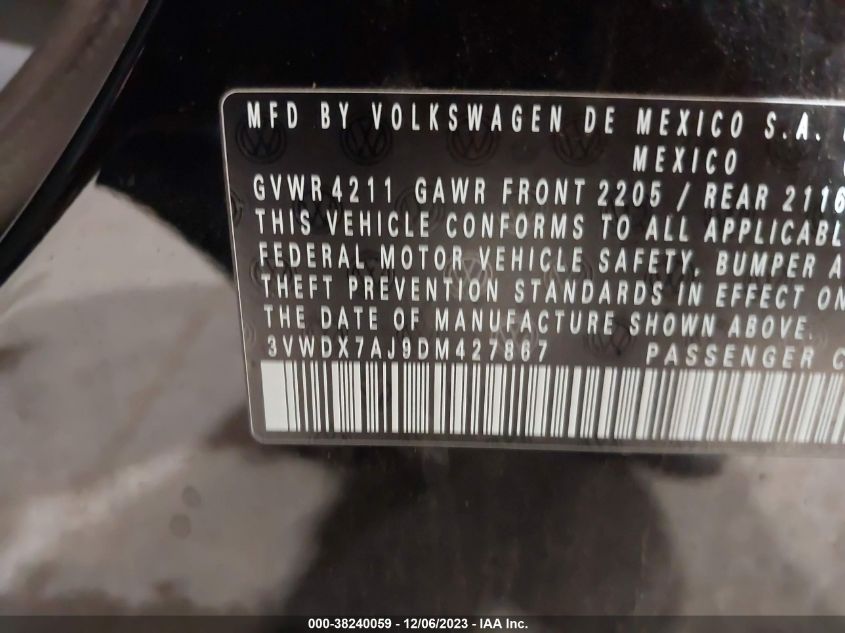 MFD BY VOLKSWAGEN DE MEXICO S.A.
MEXICO
GVWR 4211 GAWR FRONT 2205 / REAR 2116
THIS VEHICLE CONFORMS TO ALL APPLICABL
FEDERAL MOTOR VEHICLE SAFETY, BUMPER A
THEFT PREVENTION STANDARDS IN EFFECT ON
THE DATE OF MANUFACTURE SHOWN ABOVE.
3VWDX7AJ9DM427867 PASSENGER C
000-38240059 - 12/06/2023 - IAA Inc.